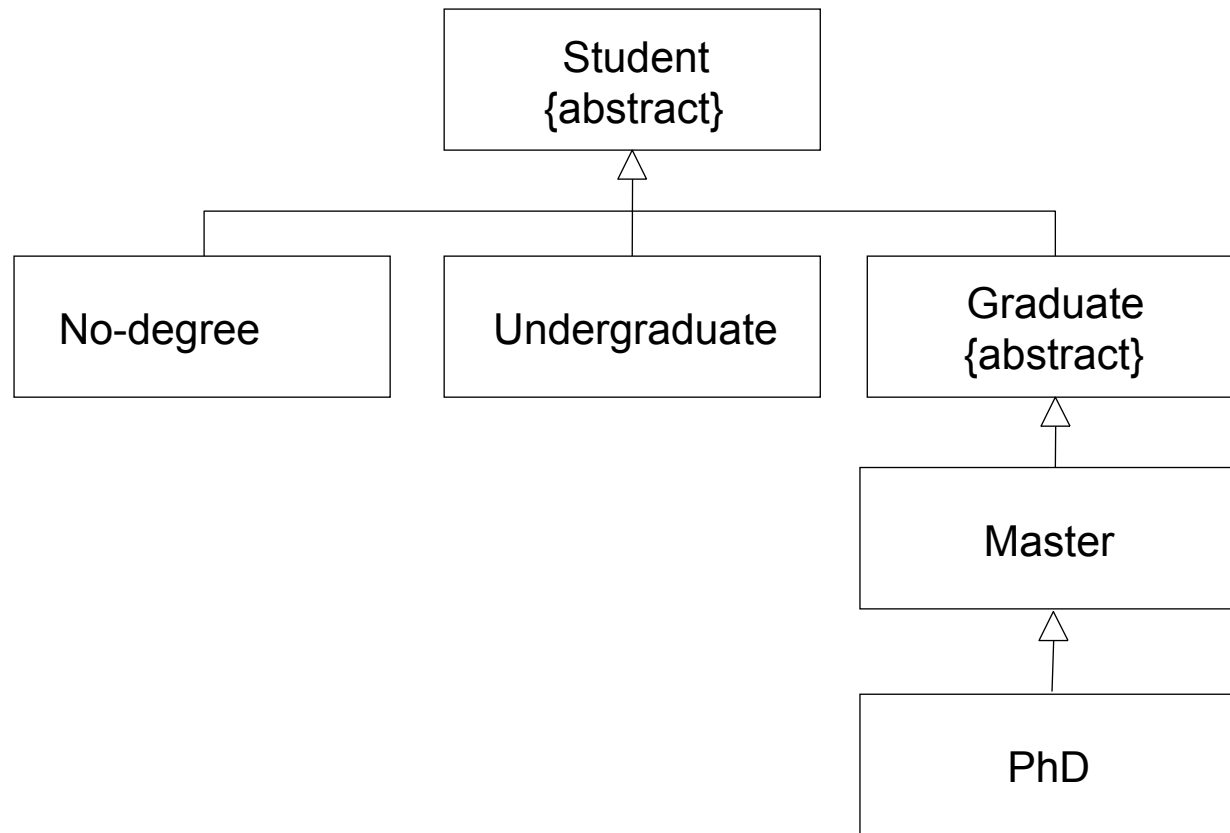 Student
{abstract}
No-degree
Undergraduate
Graduate
{abstract}
Master
PhD